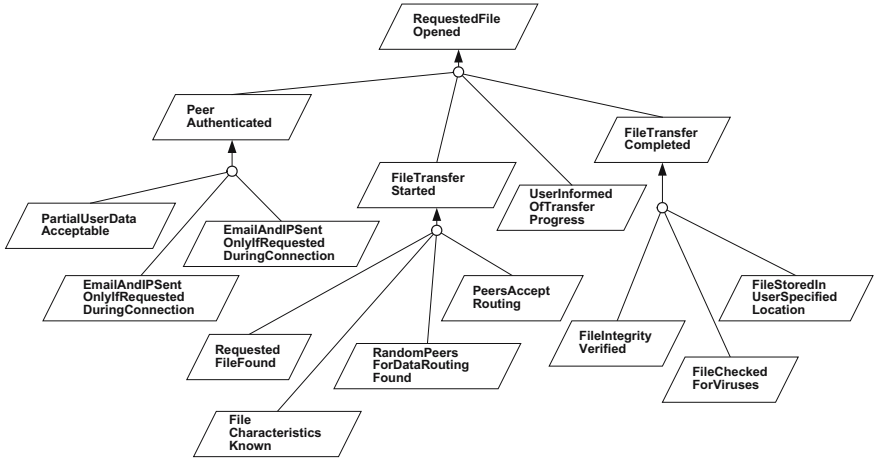 RequestedFile
Opened
Peer
Authenticated
FileTransfer
Completed
FileTransfer
Started
UserInformed
OfTransfer
Progress
PartialUserData
Acceptable
EmailAndIPSent
OnlyIfRequested
DuringConnection
EmailAndIPSent
OnlyIfRequested
DuringConnection
PeersAccept
Routing
FileStoredIn
UserSpecified
Location
Requested
FileFound
RandomPeers
ForDataRouting
Found
FileIntegrity
Verified
FileChecked
ForViruses
File
Characteristics
Known